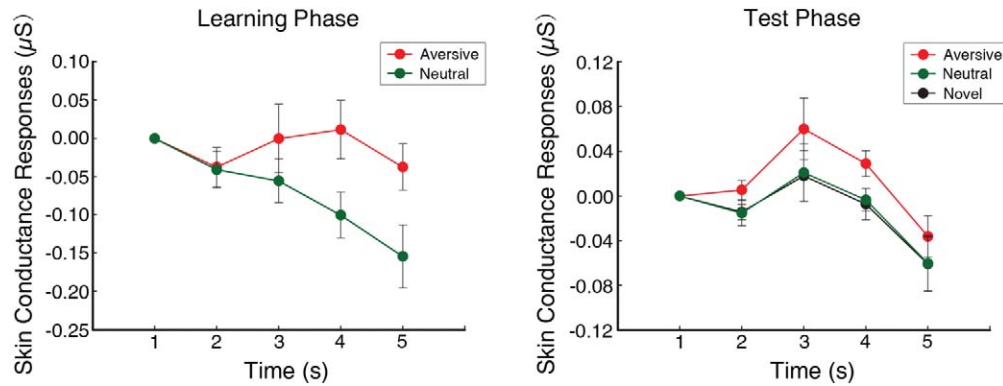 Learning Phase
Skin Conductance Responses (µS)
0.10
0.05
0.00
-0.05
-0.10
-0.15
-0.20
-0.25
Aversive
Neutral
1 2 3 4 5
Time (s)
Test Phase
Skin Conductance Responses (µS)
0.12
0.08
0.04
0.00
-0.04
-0.08
-0.12
Aversive
Neutral
Novel
1 2 3 4 5
Time (s)